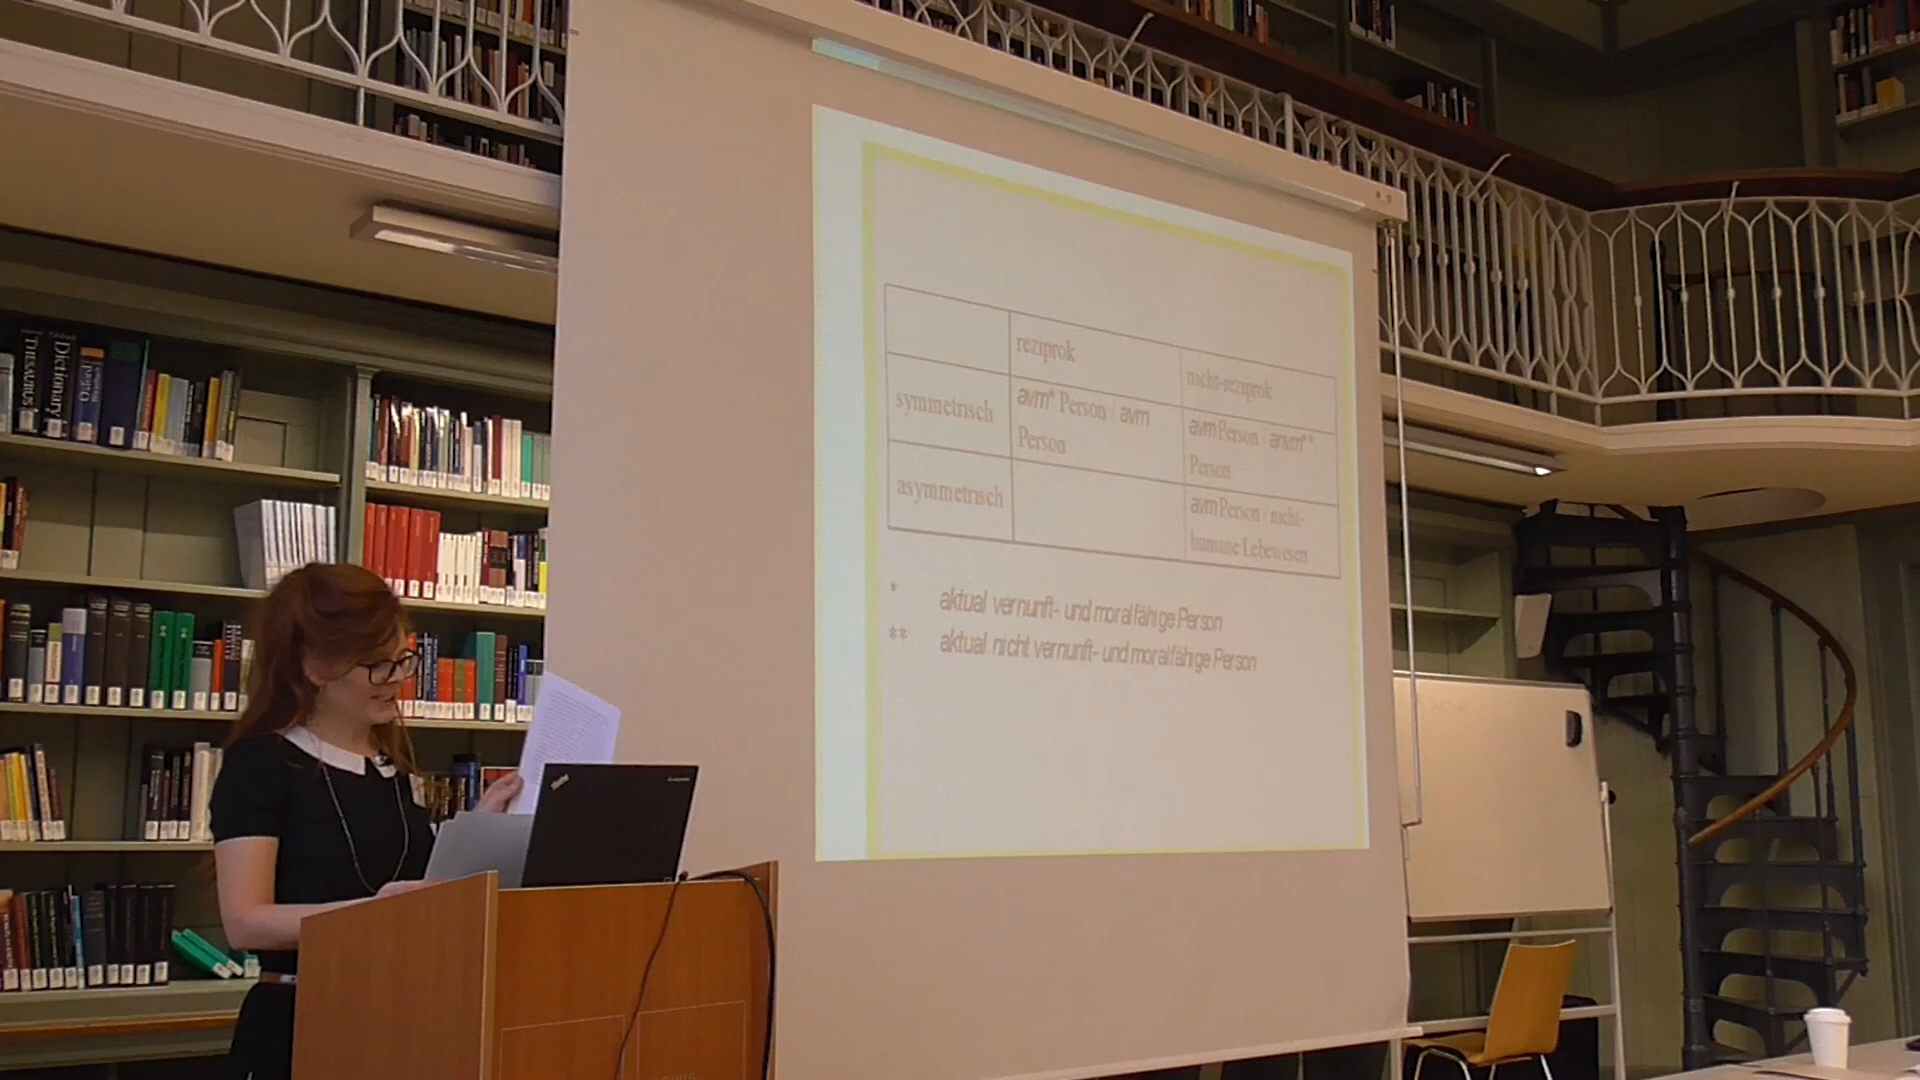 reziprok
nicht-reziprok
symmetrisch
avm* Person / avm
Person
avm Person / anvm**
Person
asymmetrisch
avm Person / nicht-
humane Lebewesen
* aktual vernunft- und moralfähige Person
** aktual nicht vernunft- und moralfähige Person
THESAURUS
Dictionary
ThinkPad